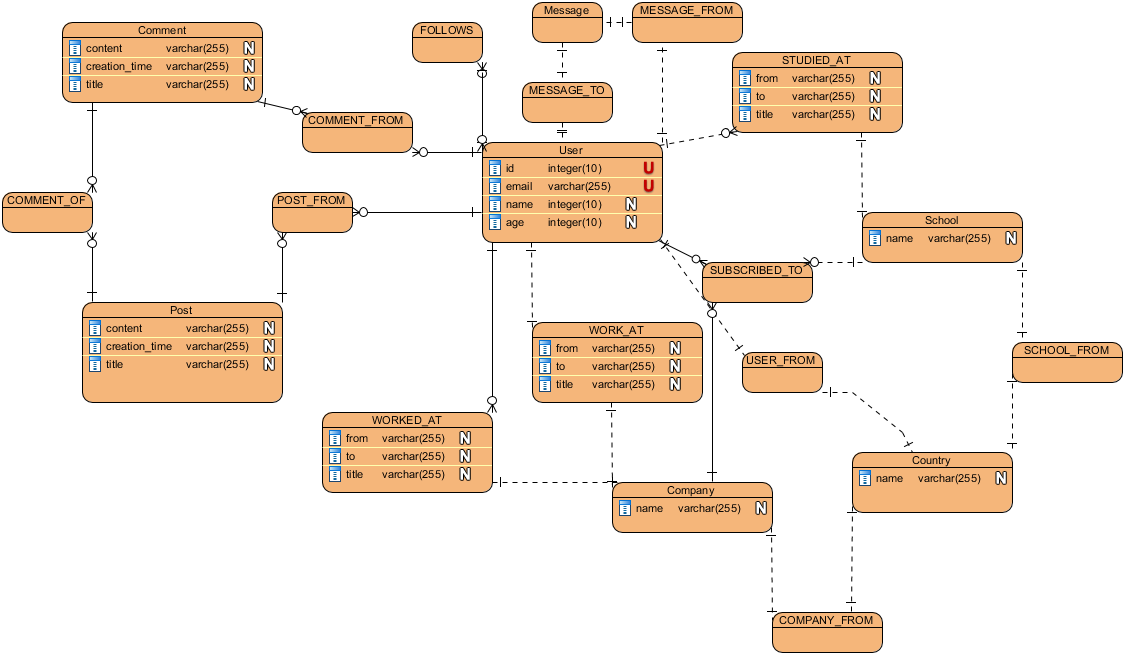 Message
MESSAGE_FROM
Comment
content varchar(255) N
creation_time varchar(255) N
title varchar(255) N
FOLLOWS
STUDIED_AT
from varchar(255) N
to varchar(255) N
title varchar(255) N
MESSAGE_TO
COMMENT_FROM
User
id integer(10) U
email varchar(255) U
name integer(10) N
age integer(10) N
COMMENT_OF
POST_FROM
School
name varchar(255) N
SUBSCRIBED_TO
Post
content varchar(255) N
creation_time varchar(255) N
title varchar(255) N
WORK_AT
from varchar(255) N
to varchar(255) N
title varchar(255) N
USER_FROM
SCHOOL_FROM
WORKED_AT
from varchar(255) N
to varchar(255) N
title varchar(255) N
Country
name varchar(255) N
Company
name varchar(255) N
COMPANY_FROM